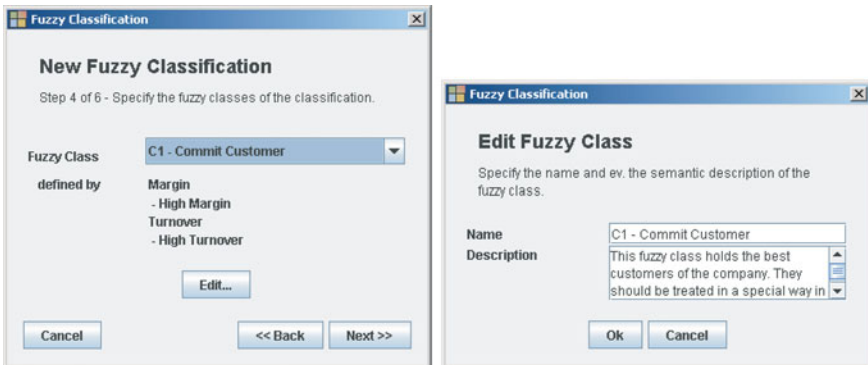 Fuzzy Classification
New Fuzzy Classification
Step 4 of 6 - Specify the fuzzy classes of the classification.
Fuzzy Class
C1 - Commit Customer
defined by
Margin
- High Margin
Turnover
- High Turnover
Edit...
Cancel
<< Back
Next >>
Fuzzy Classification
Edit Fuzzy Class
Specify the name and ev. the semantic description of the
fuzzy class.
Name
C1 - Commit Customer
Description
This fuzzy class holds the best
customers of the company. They
should be treated in a special way in
Ok
Cancel